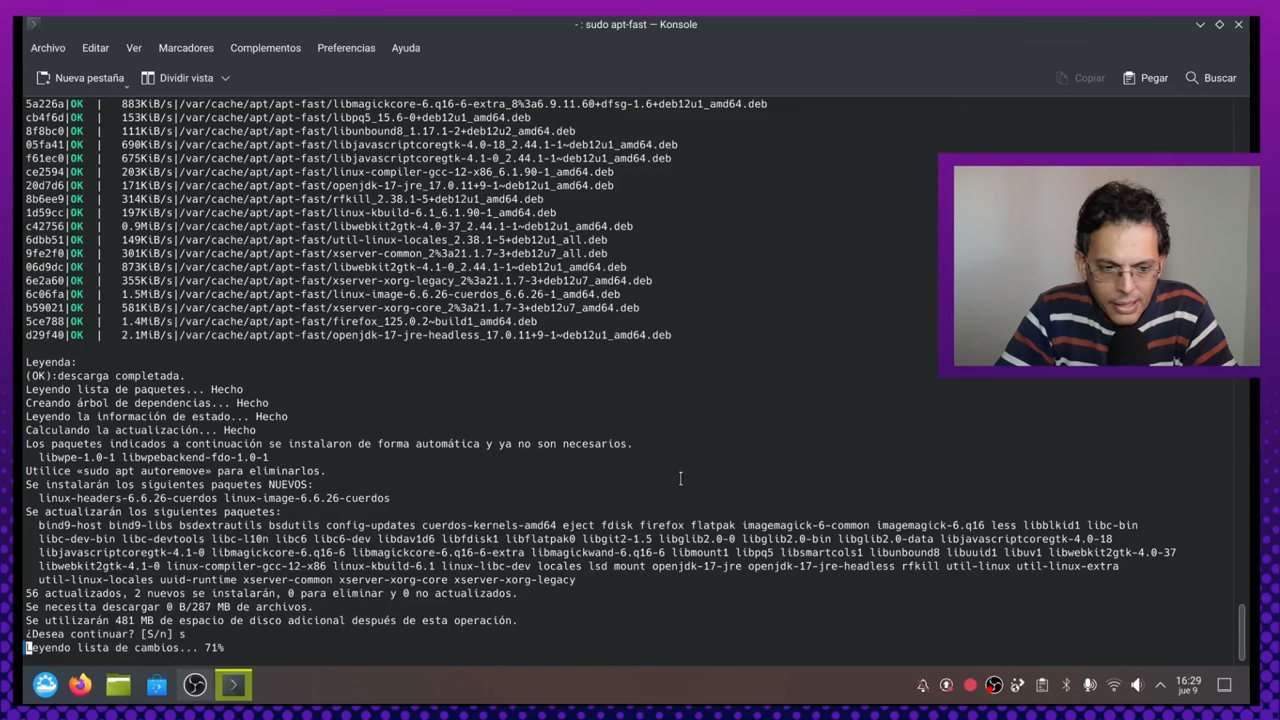 - : sudo apt-fast — Konsole
Archivo Editar Ver Marcadores Complementos Preferencias Ayuda
Nueva pestaña Dividir vista Copiar Pegar Buscar
5a226a|OK | 883KiB/s|/var/cache/apt/apt-fast/libmagickcore-6.q16-6-extra_8%3a6.9.11.60+dfsg-1.6+deb12u1_amd64.deb
cb4f6d|OK | 153KiB/s|/var/cache/apt/apt-fast/libpq5_15.6-0+deb12u1_amd64.deb
8f8bc0|OK | 111KiB/s|/var/cache/apt/apt-fast/libunbound8_1.17.1-2+deb12u2_amd64.deb
05fa41|OK | 690KiB/s|/var/cache/apt/apt-fast/libjavascriptcoregtk-4.0-18_2.44.1-1~deb12u1_amd64.deb
f61ec0|OK | 675KiB/s|/var/cache/apt/apt-fast/libjavascriptcoregtk-4.1-0_2.44.1-1~deb12u1_amd64.deb
ce2594|OK | 203KiB/s|/var/cache/apt/apt-fast/linux-compiler-gcc-12-x86_6.1.90-1_amd64.deb
20d7d6|OK | 171KiB/s|/var/cache/apt/apt-fast/openjdk-17-jre_17.0.11+9-1~deb12u1_amd64.deb
8b6ee9|OK | 314KiB/s|/var/cache/apt/apt-fast/rfkill_2.38.1-5+deb12u1_amd64.deb
1d59cc|OK | 197KiB/s|/var/cache/apt/apt-fast/linux-kbuild-6.1_6.1.90-1_amd64.deb
c42756|OK | 0.9MiB/s|/var/cache/apt/apt-fast/libwebkit2gtk-4.0-37_2.44.1-1~deb12u1_amd64.deb
6dbb51|OK | 149KiB/s|/var/cache/apt/apt-fast/util-linux-locales_2.38.1-5+deb12u1_all.deb
9fe2f0|OK | 301KiB/s|/var/cache/apt/apt-fast/xserver-common_2%3a21.1.7-3+deb12u7_all.deb
06d9dc|OK | 873KiB/s|/var/cache/apt/apt-fast/libwebkit2gtk-4.1-0_2.44.1-1~deb12u1_amd64.deb
6e2a60|OK | 355KiB/s|/var/cache/apt/apt-fast/xserver-xorg-legacy_2%3a21.1.7-3+deb12u7_amd64.deb
6c06fa|OK | 1.5MiB/s|/var/cache/apt/apt-fast/linux-image-6.6.26-cuerdos_6.6.26-1_amd64.deb
b59021|OK | 581KiB/s|/var/cache/apt/apt-fast/xserver-xorg-core_2%3a21.1.7-3+deb12u7_amd64.deb
5ce788|OK | 1.4MiB/s|/var/cache/apt/apt-fast/firefox_125.0.2~build1_amd64.deb
d29f40|OK | 2.1MiB/s|/var/cache/apt/apt-fast/openjdk-17-jre-headless_17.0.11+9-1~deb12u1_amd64.deb
Leyenda:
(OK):descarga completada.
Leyendo lista de paquetes... Hecho
Creando árbol de dependencias... Hecho
Leyendo la información de estado... Hecho
Calculando la actualización... Hecho
Los paquetes indicados a continuación se instalaron de forma automática y ya no son necesarios.
libwpe-1.0-1 libwpebackend-fdo-1.0-1
Utilice «sudo apt autoremove» para eliminarlos.
Se instalarán los siguientes paquetes NUEVOS:
linux-headers-6.6.26-cuerdos linux-image-6.6.26-cuerdos
Se actualizarán los siguientes paquetes:
bind9-host bind9-libs bsdextrautils bsdutils config-updates cuerdos-kernels-amd64 eject fdisk firefox flatpak imagemagick-6-common imagemagick-6.q16 less libblkid1 libc-bin
libc-dev-bin libc-devtools libc-l10n libc6 libc6-dev libdav1d6 libfdisk1 libflatpak0 libgit2-1.5 libglib2.0-0 libglib2.0-bin libglib2.0-data libjavascriptcoregtk-4.0-18
libjavascriptcoregtk-4.1-0 libmagickcore-6.q16-6 libmagickcore-6.q16-6-extra libmagickwand-6.q16-6 libmount1 libpq5 libsmartcols1 libunbound8 libuuid1 libuv1 libwebkit2gtk-4.0-37
libwebkit2gtk-4.1-0 linux-compiler-gcc-12-x86 linux-kbuild-6.1 linux-libc-dev locales lsd mount openjdk-17-jre openjdk-17-jre-headless rfkill util-linux util-linux-extra
util-linux-locales uuid-runtime xserver-common xserver-xorg-core xserver-xorg-legacy
56 actualizados, 2 nuevos se instalarán, 0 para eliminar y 0 no actualizados.
Se necesita descargar 0 B/287 MB de archivos.
Se utilizarán 481 MB de espacio de disco adicional después de esta operación.
¿Desea continuar? [S/n] s
Leyendo lista de cambios... 71%
16:29
jue 9